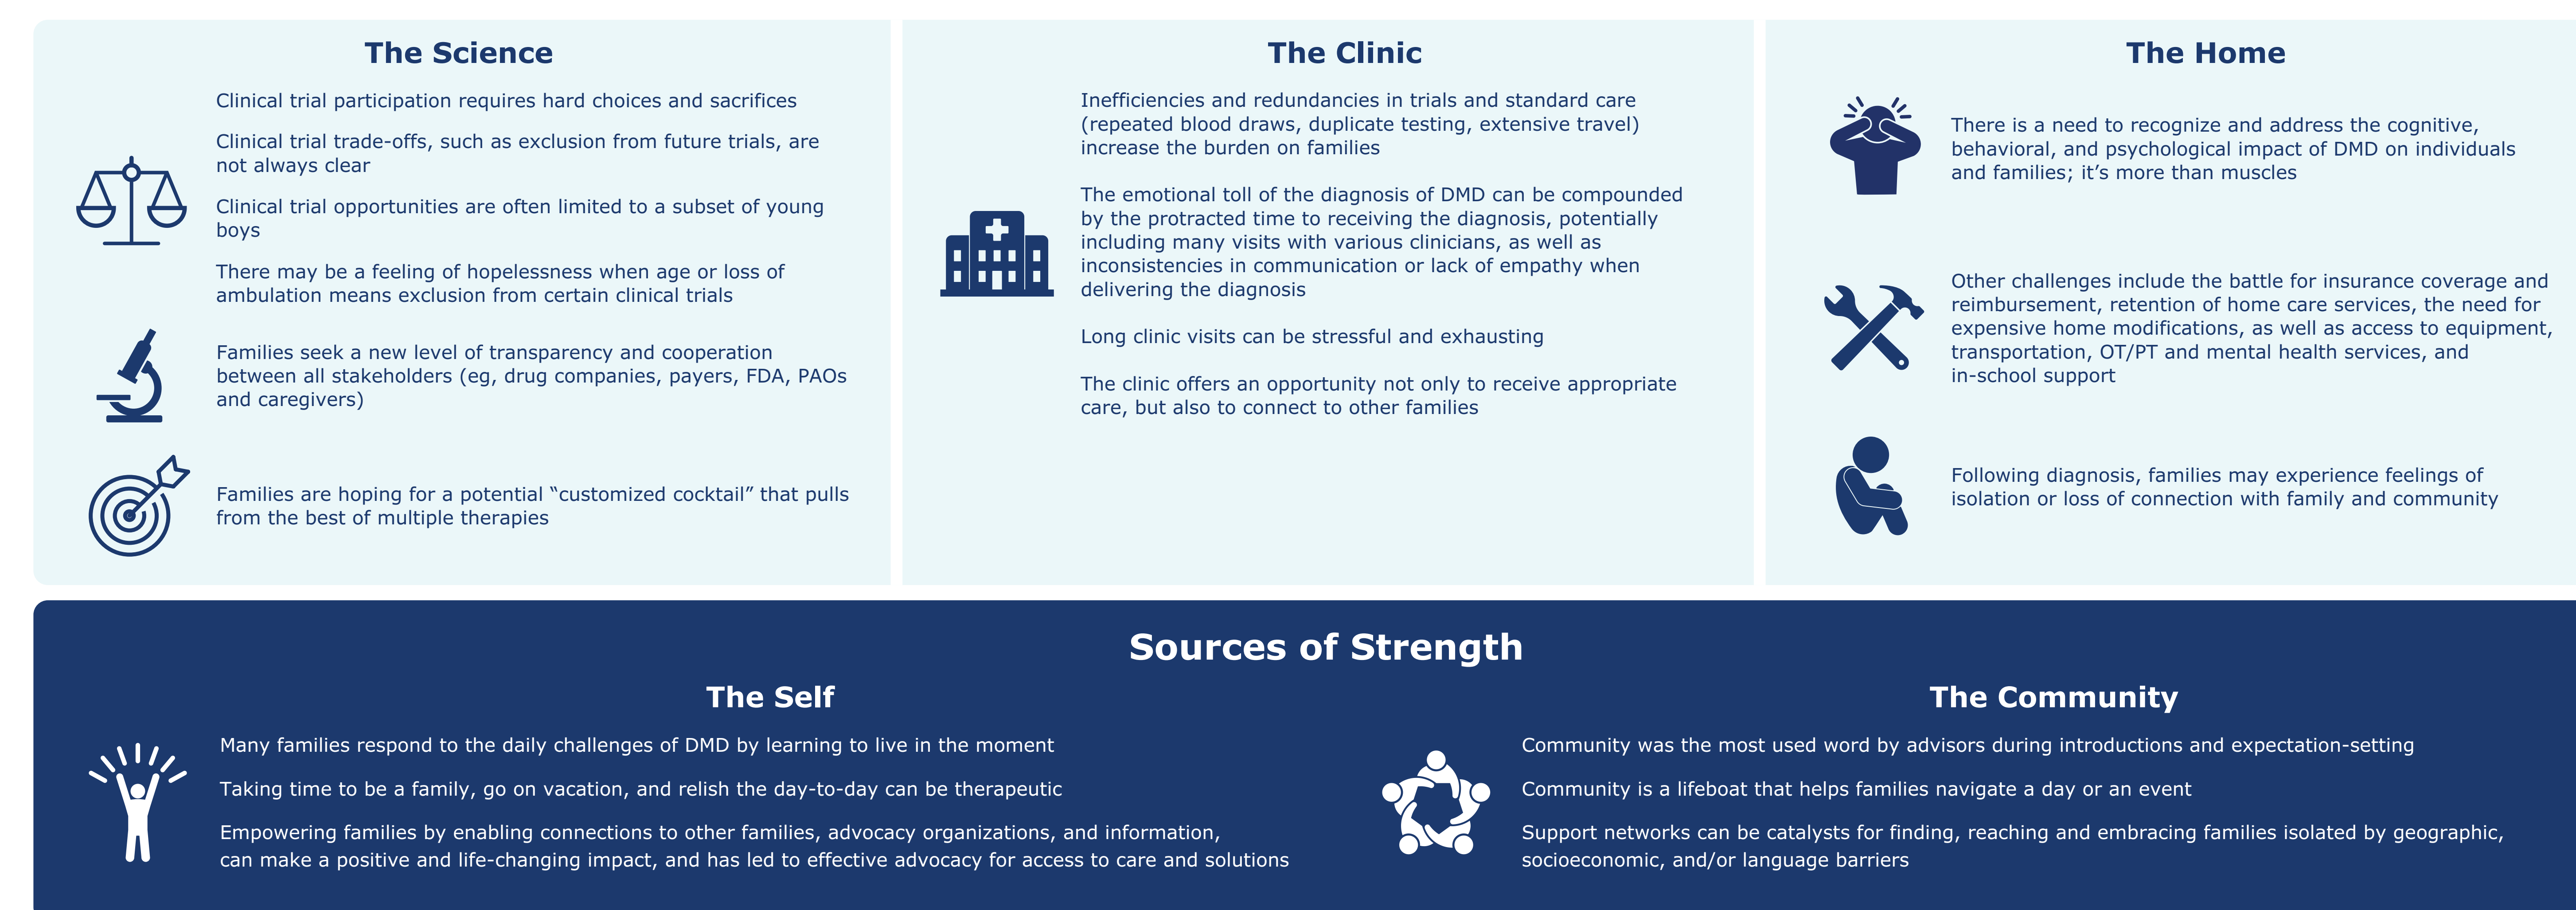 The Science
Clinical trial participation requires hard choices and sacrifices
Clinical trial trade-offs, such as exclusion from future trials, are
not always clear
Clinical trial opportunities are often limited to a subset of young
boys
There may be a feeling of hopelessness when age or loss of
ambulation means exclusion from certain clinical trials
Families seek a new level of transparency and cooperation
between all stakeholders (eg, drug companies, payers, FDA, PAOs
and caregivers)
Families are hoping for a potential “customized cocktail” that pulls
from the best of multiple therapies
The Clinic
Inefficiencies and redundancies in trials and standard care
(repeated blood draws, duplicate testing, extensive travel)
increase the burden on families
The emotional toll of the diagnosis of DMD can be compounded
by the protracted time to receiving the diagnosis, potentially
including many visits with various clinicians, as well as
inconsistencies in communication or lack of empathy when
delivering the diagnosis
Long clinic visits can be stressful and exhausting
The clinic offers an opportunity not only to receive appropriate
care, but also to connect to other families
The Home
There is a need to recognize and address the cognitive,
behavioral, and psychological impact of DMD on individuals
and families; it’s more than muscles
Other challenges include the battle for insurance coverage and
reimbursement, retention of home care services, the need for
expensive home modifications, as well as access to equipment,
transportation, OT/PT and mental health services, and
in-school support
Following diagnosis, families may experience feelings of
isolation or loss of connection with family and community
Sources of Strength
The Self
Many families respond to the daily challenges of DMD by learning to live in the moment
Taking time to be a family, go on vacation, and relish the day-to-day can be therapeutic
Empowering families by enabling connections to other families, advocacy organizations, and information,
can make a positive and life-changing impact, and has led to effective advocacy for access to care and solutions
The Community
Community was the most used word by advisors during introductions and expectation-setting
Community is a lifeboat that helps families navigate a day or an event
Support networks can be catalysts for finding, reaching and embracing families isolated by geographic,
socioeconomic, and/or language barriers